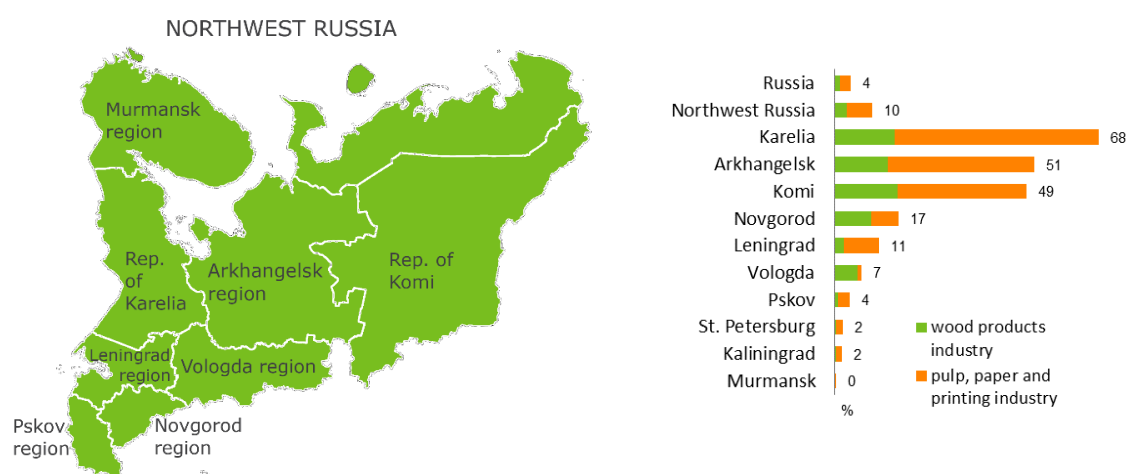 NORTHWEST RUSSIA
Murmansk
region
Rep.
of
Karelia
Arkhangelsk
region
Rep. of
Komi
Leningrad
region
Vologda region
Pskov
region
Novgorod
region
Russia 4
Northwest Russia 10
Karelia 68
Arkhangelsk 51
Komi 49
Novgorod 17
Leningrad 11
Vologda 7
Pskov 4
St. Petersburg 2
Kaliningrad 2
Murmansk 0
%
wood products
industry
pulp, paper and
printing industry